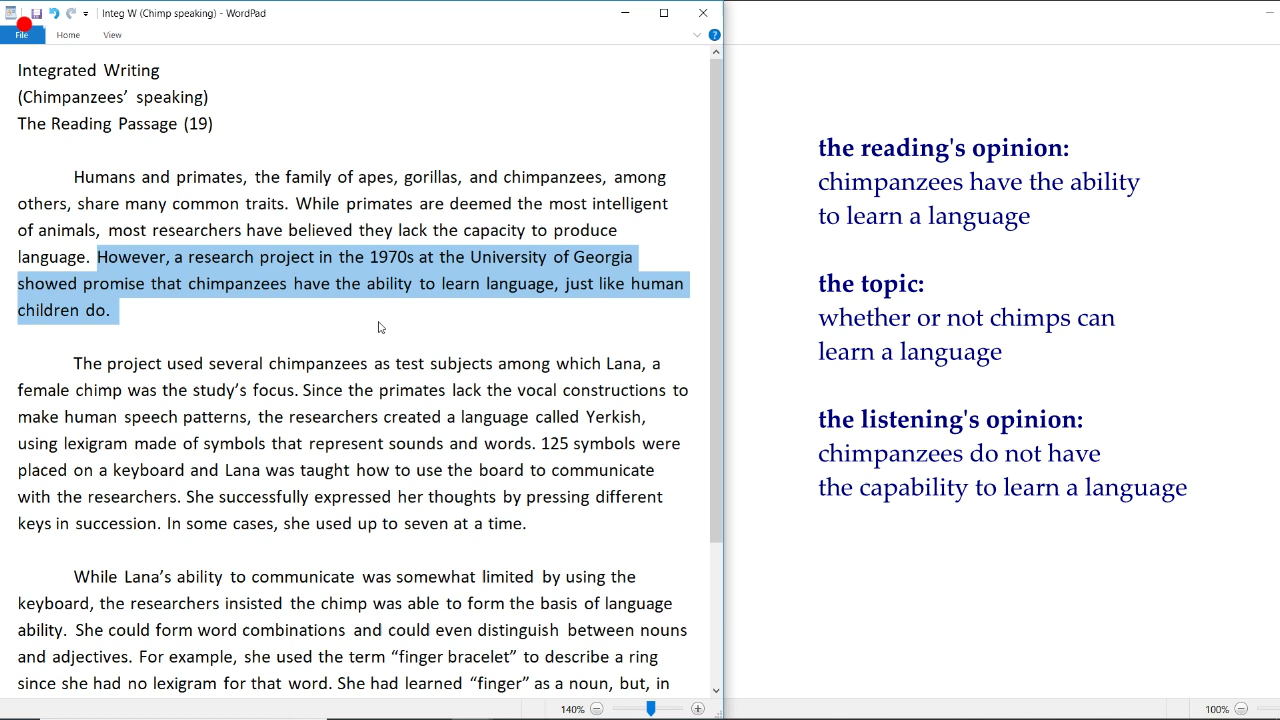 Integ W (Chimp speaking) - WordPad
File Home View
Integrated Writing
(Chimpanzees’ speaking)
The Reading Passage (19)
Humans and primates, the family of apes, gorillas, and chimpanzees, among
others, share many common traits. While primates are deemed the most intelligent
of animals, most researchers have believed they lack the capacity to produce
language. However, a research project in the 1970s at the University of Georgia
showed promise that chimpanzees have the ability to learn language, just like human
children do.
The project used several chimpanzees as test subjects among which Lana, a
female chimp was the study’s focus. Since the primates lack the vocal constructions to
make human speech patterns, the researchers created a language called Yerkish,
using lexigram made of symbols that represent sounds and words. 125 symbols were
placed on a keyboard and Lana was taught how to use the board to communicate
with the researchers. She successfully expressed her thoughts by pressing different
keys in succession. In some cases, she used up to seven at a time.
While Lana’s ability to communicate was somewhat limited by using the
keyboard, the researchers insisted the chimp was able to form the basis of language
ability. She could form word combinations and could even distinguish between nouns
and adjectives. For example, she used the term “finger bracelet” to describe a ring
since she had no lexigram for that word. She had learned “finger” as a noun, but, in
140%
the reading's opinion:
chimpanzees have the ability
to learn a language
the topic:
whether or not chimps can
learn a language
the listening's opinion:
chimpanzees do not have
the capability to learn a language
100%